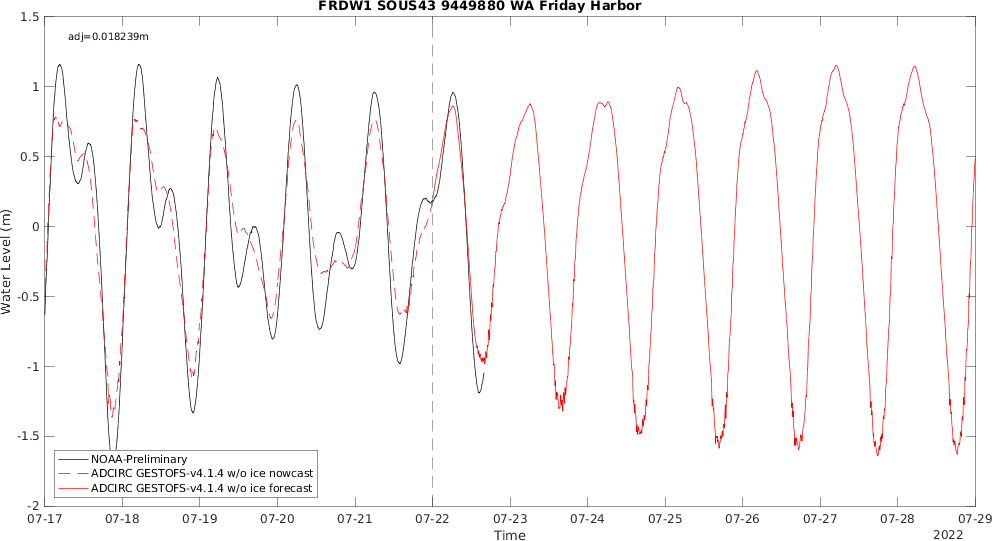 FRDW1 SOUS43 9449880 WA Friday Harbor
adj=0.018239m
Water Level (m)
1.5
1
0.5
0
-0.5
-1
-1.5
-2
NOAA-Preliminary
ADCIRC GESTOFS-v4.1.4 w/o ice nowcast
ADCIRC GESTOFS-v4.1.4 w/o ice forecast
07-17 07-18 07-19 07-20 07-21 07-22 07-23 07-24 07-25 07-26 07-27 07-28 07-29
Time
2022